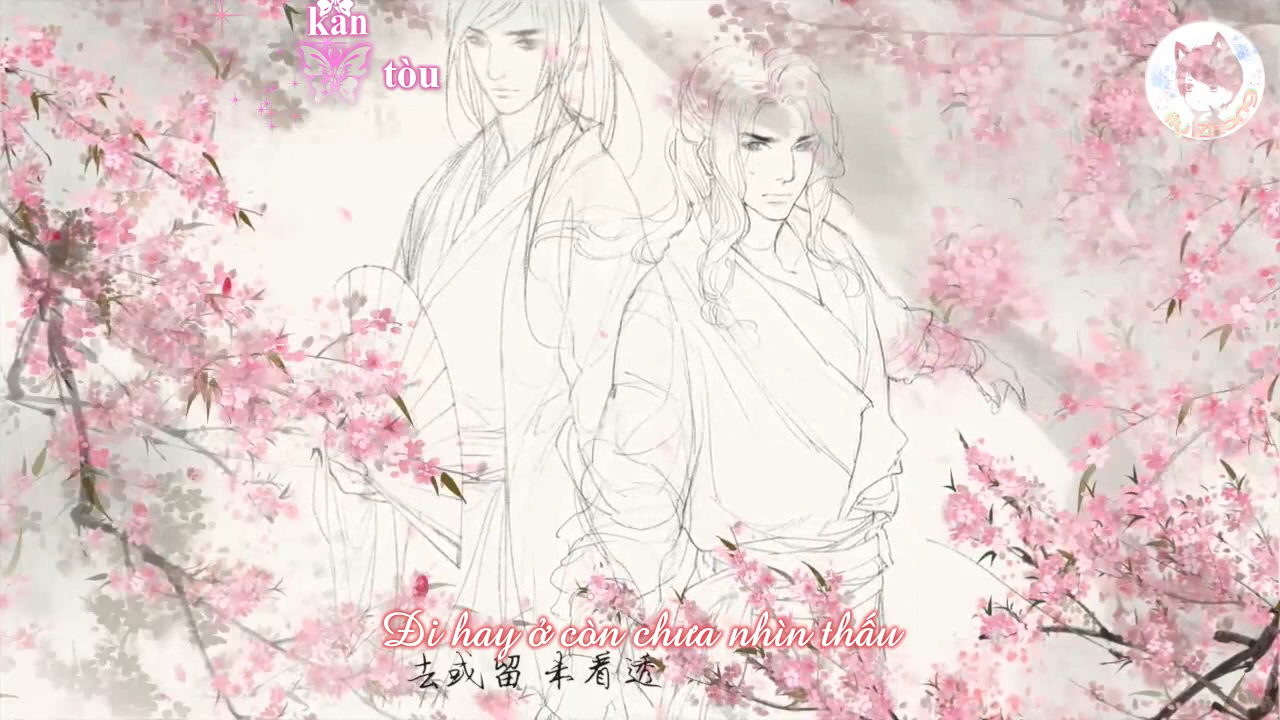 kàn
tòu
Đi hay ở còn chưa nhìn thấu
去或留 未看透